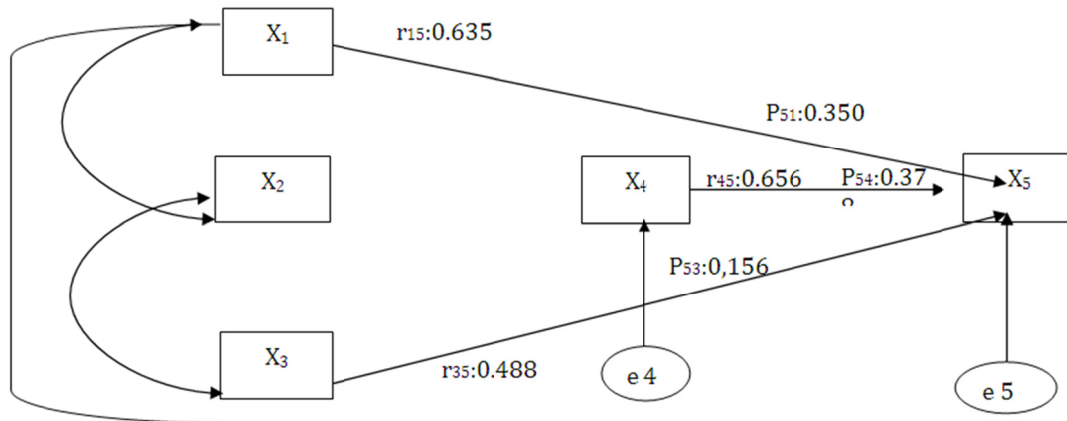 X₁
r₁₅:0.635
P₅₁:0.350
X₂
X₄
r₄₅:0.656
P₅₄:0.37
X₅
P₅₃:0,156
X₃
r₃₅:0.488
e 4
e 5